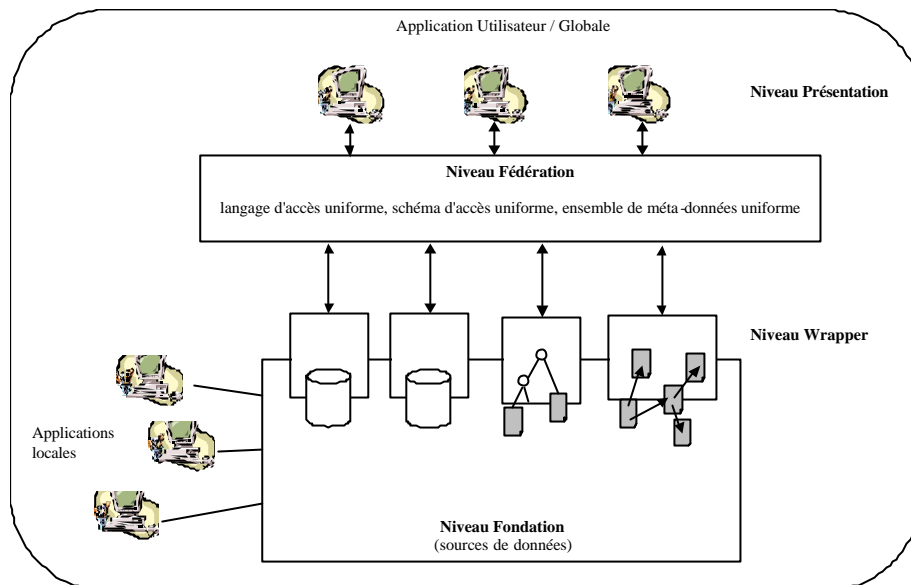 Application Utilisateur / Globale
Niveau Présentation
Niveau Fédération
langage d'accès uniforme, schéma d'accès uniforme, ensemble de méta-données uniforme
Niveau Wrapper
Applications
locales
Niveau Fondation
(sources de données)